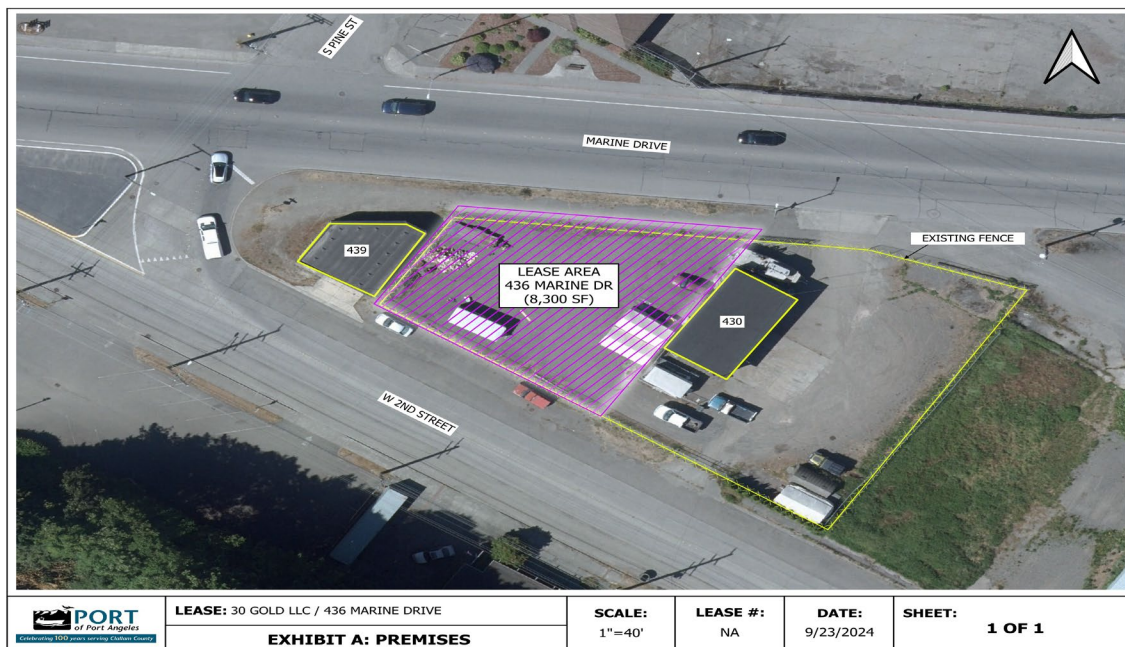 S PINE ST
MARINE DRIVE
EXISTING FENCE
439
LEASE AREA
436 MARINE DR
(8,300 SF)
430
W 2ND STREET
PORT
of Port Angeles
Celebrating 100 years serving Clallam County
LEASE: 30 GOLD LLC / 436 MARINE DRIVE
EXHIBIT A: PREMISES
SCALE:
1"=40'
LEASE #:
NA
DATE:
9/23/2024
SHEET:
1 OF 1